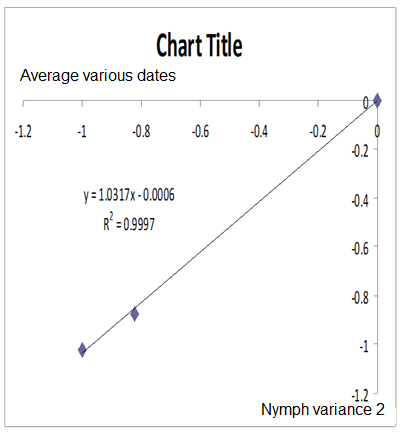 Chart Title
Average various dates
-1.2 -1 -0.8 -0.6 -0.4 -0.2 0
0
-0.2
-0.4
y = 1.0317x - 0.0006
R² = 0.9997
-0.6
-0.8
-1
-1.2
Nymph variance 2